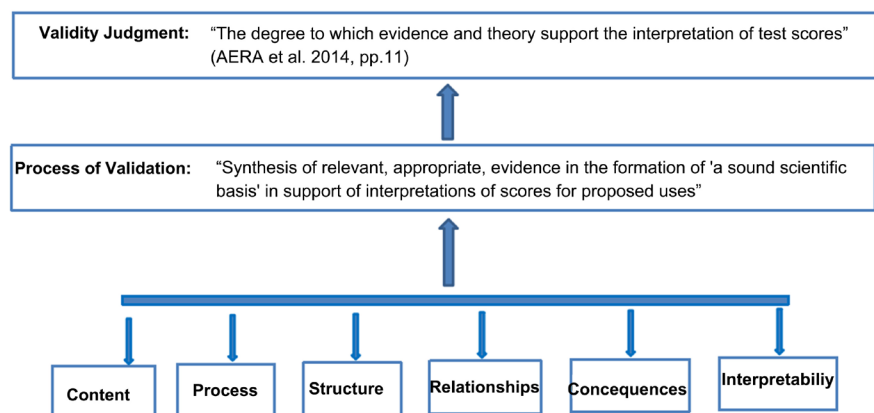 Validity Judgment: “The degree to which evidence and theory support the interpretation of test scores”
(AERA et al. 2014, pp.11)
Process of Validation: “Synthesis of relevant, appropriate, evidence in the formation of 'a sound scientific
basis' in support of interpretations of scores for proposed uses”
Content
Process
Structure
Relationships
Concequences
Interpretabiliy